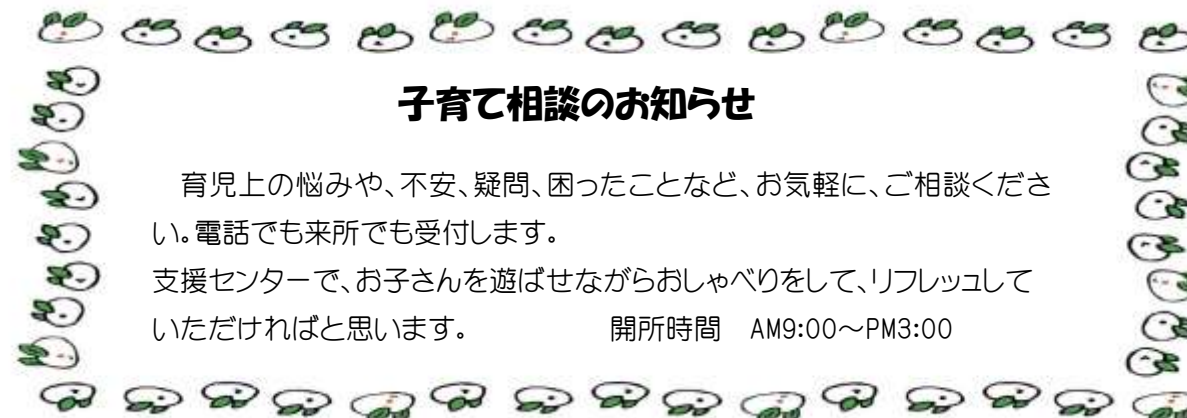 子育て相談のお知らせ
育児上の悩みや、不安、疑問、困ったことなど、お気軽に、ご相談くださ
い。電話でも来所でも受付します。
支援センターで、お子さんを遊ばせながらおしゃべりをして、リフレッシュして
いただければと思います。　開所時間　AM9:00～PM3:00